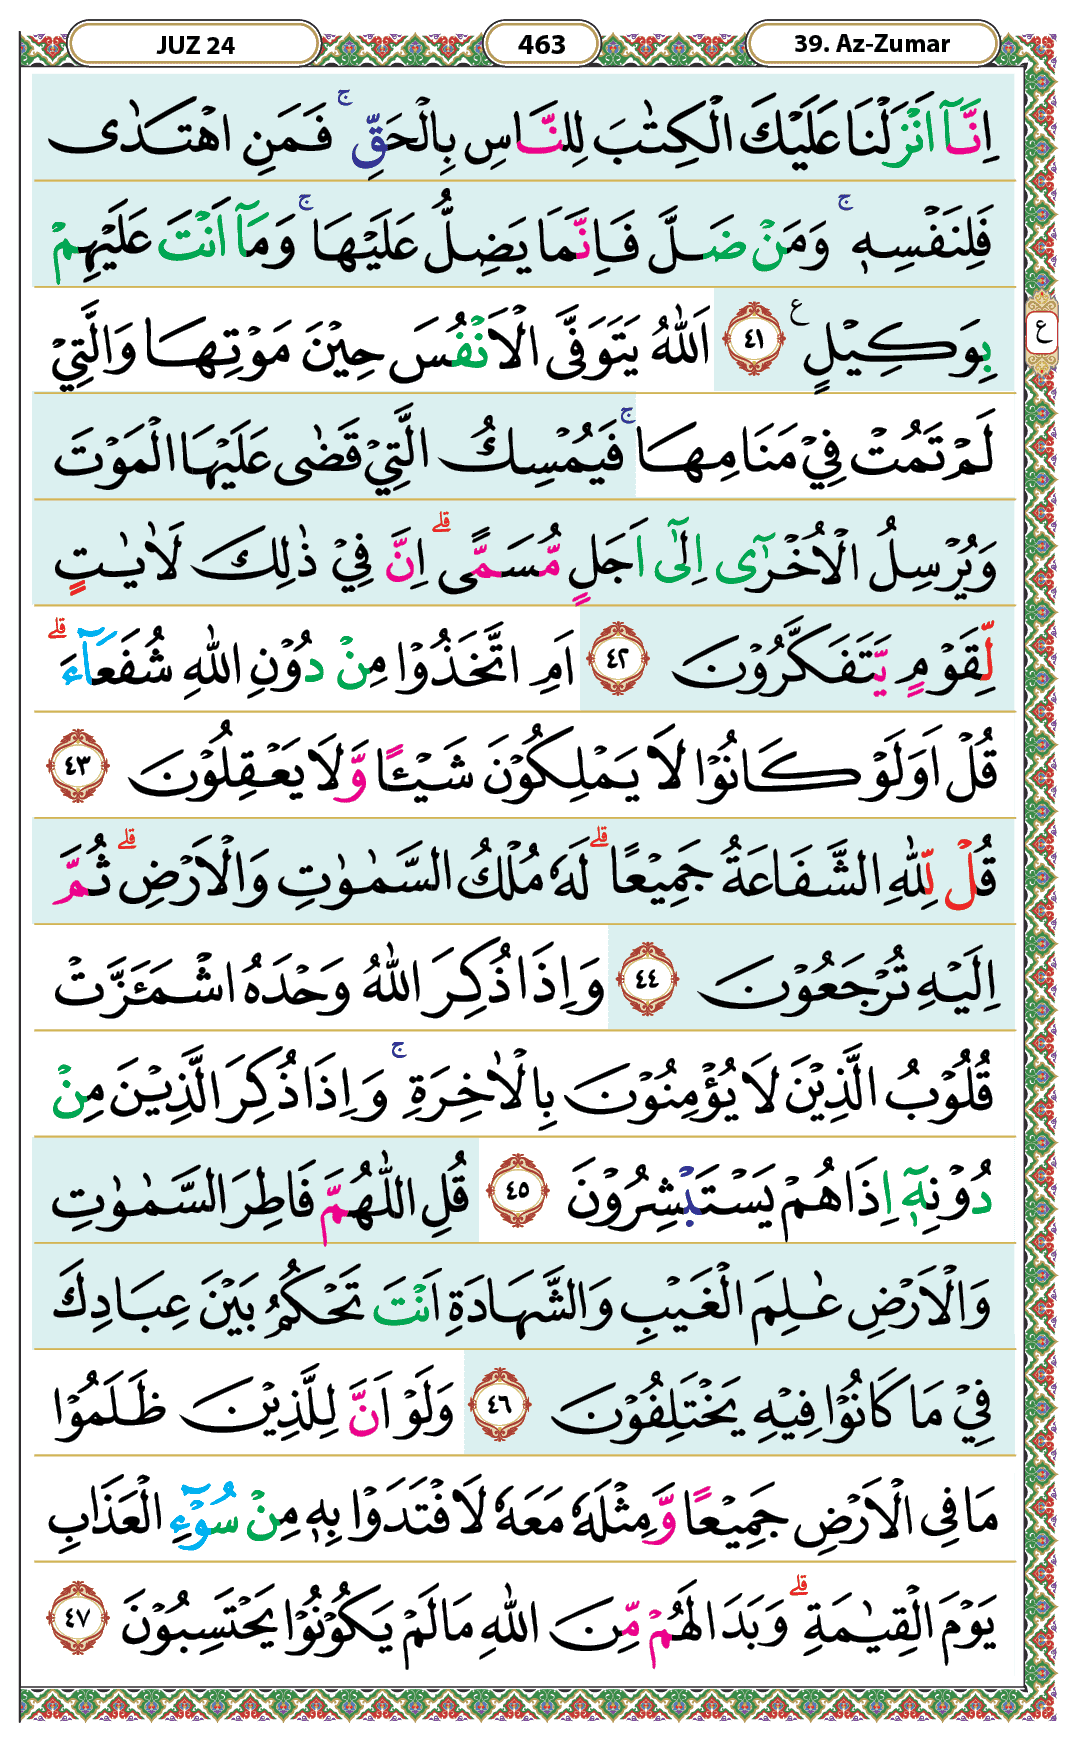 JUZ 24
463
39. Az-Zumar
اِنَّاۤ اَنْزَلْنَا عَلَيْكَ الْكِتٰبَ لِلنَّاسِ بِالْحَقِّ ۚ فَمَنِ اهْتَدٰى
فَلِنَفْسِهٖ ۚ وَمَنْ ضَلَّ فَاِنَّمَا يَضِلُّ عَلَيْهَا ۚ وَمَاۤ اَنْتَ عَلَيْهِمْ
بِوَكِيْلٍ ࣖ ٤١ اَللّٰهُ يَتَوَفَّى الْاَنْفُسَ حِيْنَ مَوْتِهَا وَالَّتِيْ
ع
لَمْ تَمُتْ فِيْ مَنَامِهَا ۚ فَيُمْسِكُ الَّتِيْ قَضٰى عَلَيْهَا الْمَوْتَ
وَيُرْسِلُ الْاُخْرٰٓى اِلٰٓى اَجَلٍ مُّسَمًّى ۗ اِنَّ فِيْ ذٰلِكَ لَاٰيٰتٍ
لِّقَوْمٍ يَّتَفَكَّرُوْنَ ٤٢ اَمِ اتَّخَذُوْا مِنْ دُوْنِ اللّٰهِ شُفَعَاۤءَ ۗ
قُلْ اَوَلَوْ كَانُوْا لَا يَمْلِكُوْنَ شَيْـًٔا وَّلَا يَعْقِلُوْنَ ٤٣
قُلْ لِّلّٰهِ الشَّفَاعَةُ جَمِيْعًا ۗ لَهٗ مُلْكُ السَّمٰوٰتِ وَالْاَرْضِ ۗ ثُمَّ
اِلَيْهِ تُرْجَعُوْنَ ٤٤ وَاِذَا ذُكِرَ اللّٰهُ وَحْدَهُ اشْمَـَٔزَّتْ
قُلُوْبُ الَّذِيْنَ لَا يُؤْمِنُوْنَ بِالْاٰخِرَةِ ۚ وَاِذَا ذُكِرَ الَّذِيْنَ مِنْ
دُوْنِهٖٓ اِذَا هُمْ يَسْتَبْشِرُوْنَ ٤٥ قُلِ اللّٰهُمَّ فَاطِرَ السَّمٰوٰتِ
وَالْاَرْضِ عٰلِمَ الْغَيْبِ وَالشَّهَادَةِ اَنْتَ تَحْكُمُ بَيْنَ عِبَادِكَ
فِيْ مَا كَانُوْا فِيْهِ يَخْتَلِفُوْنَ ٤٦ وَلَوْ اَنَّ لِلَّذِيْنَ ظَلَمُوْا
مَا فِى الْاَرْضِ جَمِيْعًا وَّمِثْلَهٗ مَعَهٗ لَافْتَدَوْا بِهٖ مِنْ سُوْۤءِ الْعَذَابِ
يَوْمَ الْقِيٰمَةِ ۗ وَبَدَا لَهُمْ مِّنَ اللّٰهِ مَا لَمْ يَكُوْنُوْا يَحْتَسِبُوْنَ ٤٧